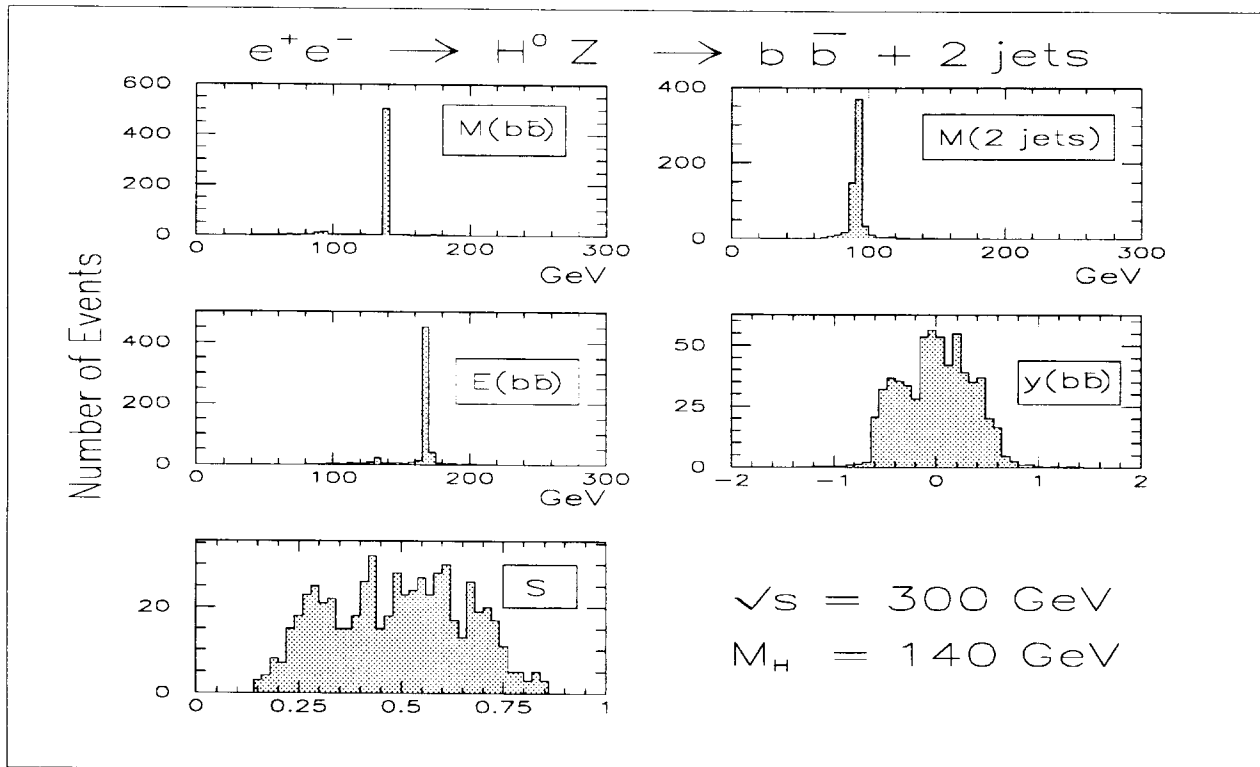 e⁺e⁻ → H⁰ Z → b b̅ + 2 jets
Number of Events
600
400
200
0
M(bb̅)
0 100 200 300
GeV
400
200
0
M(2 jets)
0 100 200 300
GeV
400
200
0
E(bb̅)
0 100 200 300
GeV
50
25
0
y(bb̅)
−2 −1 0 1 2
20
0
S
0 0.25 0.5 0.75 1
√s = 300 GeV
M_H = 140 GeV